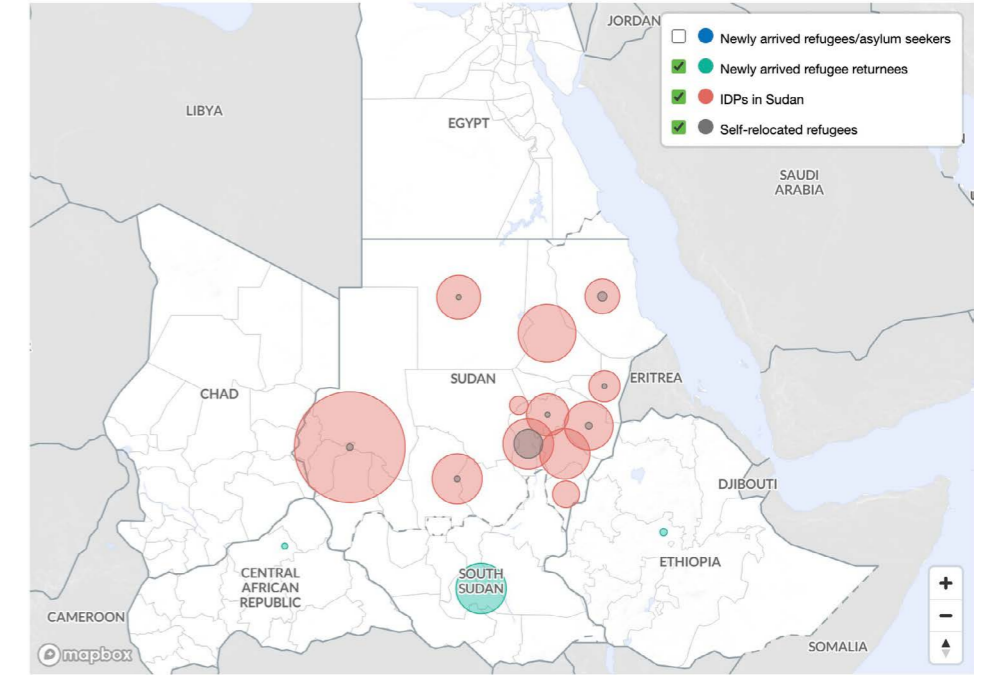 JORDAN
Newly arrived refugees/asylum seekers
Newly arrived refugee returnees
IDPs in Sudan
Self-relocated refugees
LIBYA
EGYPT
SAUDI
ARABIA
SUDAN
ERITREA
CHAD
DJIBOUTI
ETHIOPIA
SOUTH
SUDAN
CENTRAL
AFRICAN
REPUBLIC
CAMEROON
SOMALIA
mapbox
+
−